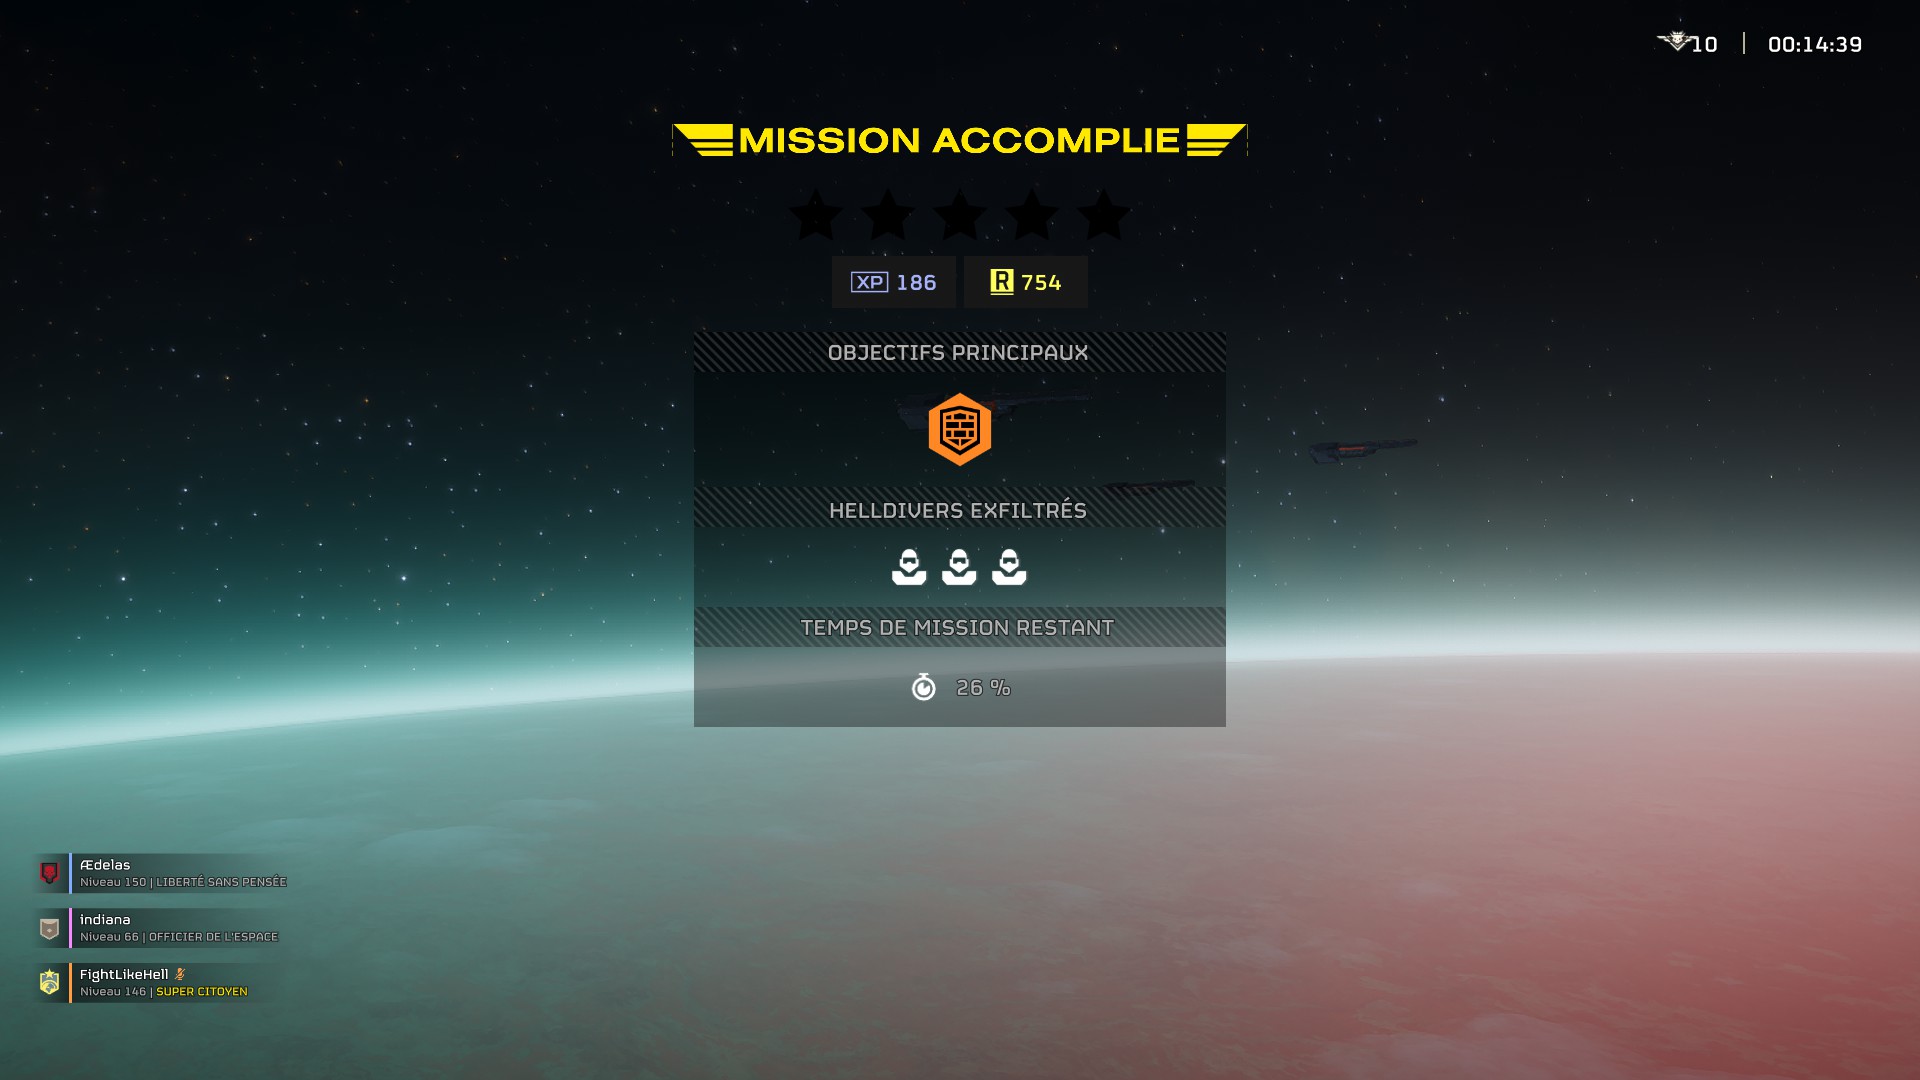 10 | 00:14:39
MISSION ACCOMPLIE
XP 186
R 754
OBJECTIFS PRINCIPAUX
HELLDIVERS EXFILTRÉS
TEMPS DE MISSION RESTANT
26 %
Ædelas
Niveau 150 | LIBERTÉ SANS PENSÉE
indiana
Niveau 66 | OFFICIER DE L'ESPACE
FightLikeHell
Niveau 146 | SUPER CITOYEN